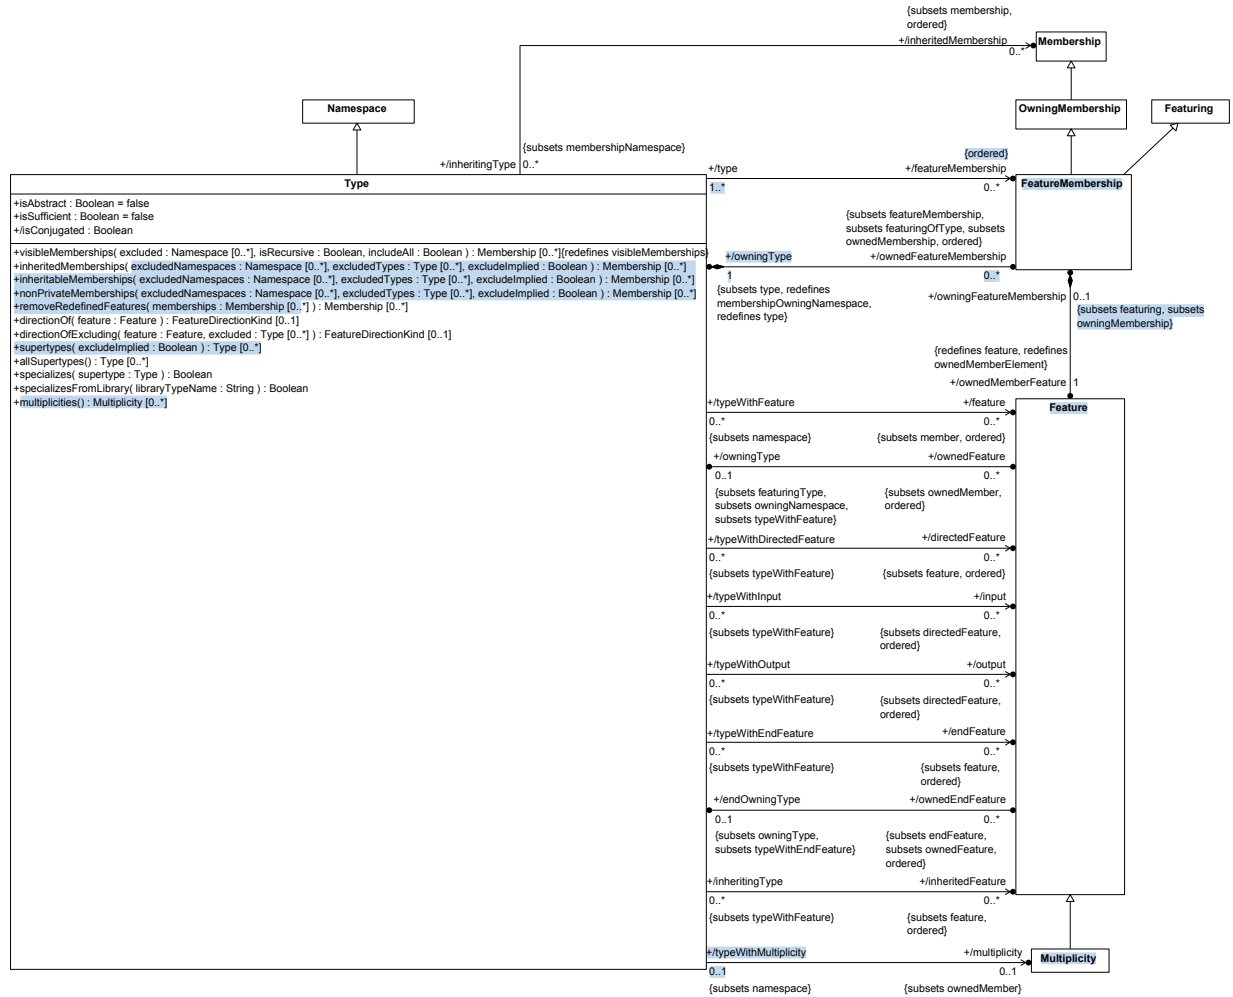 {subsets membership,
ordered}
+/inheritedMembership
0..*
Membership
Namespace
OwningMembership
Featuring
{subsets membershipNamespace}
+/inheritingType 0..*
Type
+isAbstract : Boolean = false
+isSufficient : Boolean = false
+/isConjugated : Boolean
+visibleMemberships( excluded : Namespace [0..*], isRecursive : Boolean, includeAll : Boolean ) : Membership [0..*]{redefines visibleMemberships}
+inheritedMemberships( excludedNamespaces : Namespace [0..*], excludedTypes : Type [0..*], excludeImplied : Boolean ) : Membership [0..*]
+inheritableMemberships( excludedNamespaces : Namespace [0..*], excludedTypes : Type [0..*], excludeImplied : Boolean ) : Membership [0..*]
+nonPrivateMemberships( excludedNamespaces : Namespace [0..*], excludedTypes : Type [0..*], excludeImplied : Boolean ) : Membership [0..*]
+removeRedefinedFeatures( memberships : Membership [0..*] ) : Membership [0..*]
+directionOf( feature : Feature ) : FeatureDirectionKind [0..1]
+directionOfExcluding( feature : Feature, excluded : Type [0..*] ) : FeatureDirectionKind [0..1]
+supertypes( excludeImplied : Boolean ) : Type [0..*]
+allSupertypes() : Type [0..*]
+specializes( supertype : Type ) : Boolean
+specializesFromLibrary( libraryTypeName : String ) : Boolean
+multiplicities() : Multiplicity [0..*]
{ordered}
+/type +/featureMembership
1..* 0..*
FeatureMembership
{subsets featureMembership,
subsets featuringOfType, subsets
ownedMembership, ordered}
+/owningType +/ownedFeatureMembership
1 0..*
{subsets type, redefines
membershipOwningNamespace,
redefines type}
+/owningFeatureMembership 0..1
{subsets featuring, subsets
owningMembership}
{redefines feature, redefines
ownedMemberElement}
+/ownedMemberFeature 1
Feature
+/typeWithFeature +/feature
0..* 0..*
{subsets namespace} {subsets member, ordered}
+/owningType +/ownedFeature
0..1 0..*
{subsets featuringType, {subsets ownedMember,
subsets owningNamespace, ordered}
subsets typeWithFeature}
+/typeWithDirectedFeature +/directedFeature
0..* 0..*
{subsets typeWithFeature} {subsets feature, ordered}
+/typeWithInput +/input
0..* 0..*
{subsets typeWithFeature} {subsets directedFeature,
ordered}
+/typeWithOutput +/output
0..* 0..*
{subsets typeWithFeature} {subsets directedFeature,
ordered}
+/typeWithEndFeature +/endFeature
0..* 0..*
{subsets typeWithFeature} {subsets feature,
ordered}
+/endOwningType +/ownedEndFeature
0..1 0..*
{subsets owningType, {subsets endFeature,
subsets typeWithEndFeature} subsets ownedFeature,
ordered}
+/inheritingType +/inheritedFeature
0..* 0..*
{subsets typeWithFeature} {subsets feature,
ordered}
+/typeWithMultiplicity +/multiplicity
0..1 0..1
{subsets namespace} {subsets ownedMember}
Multiplicity